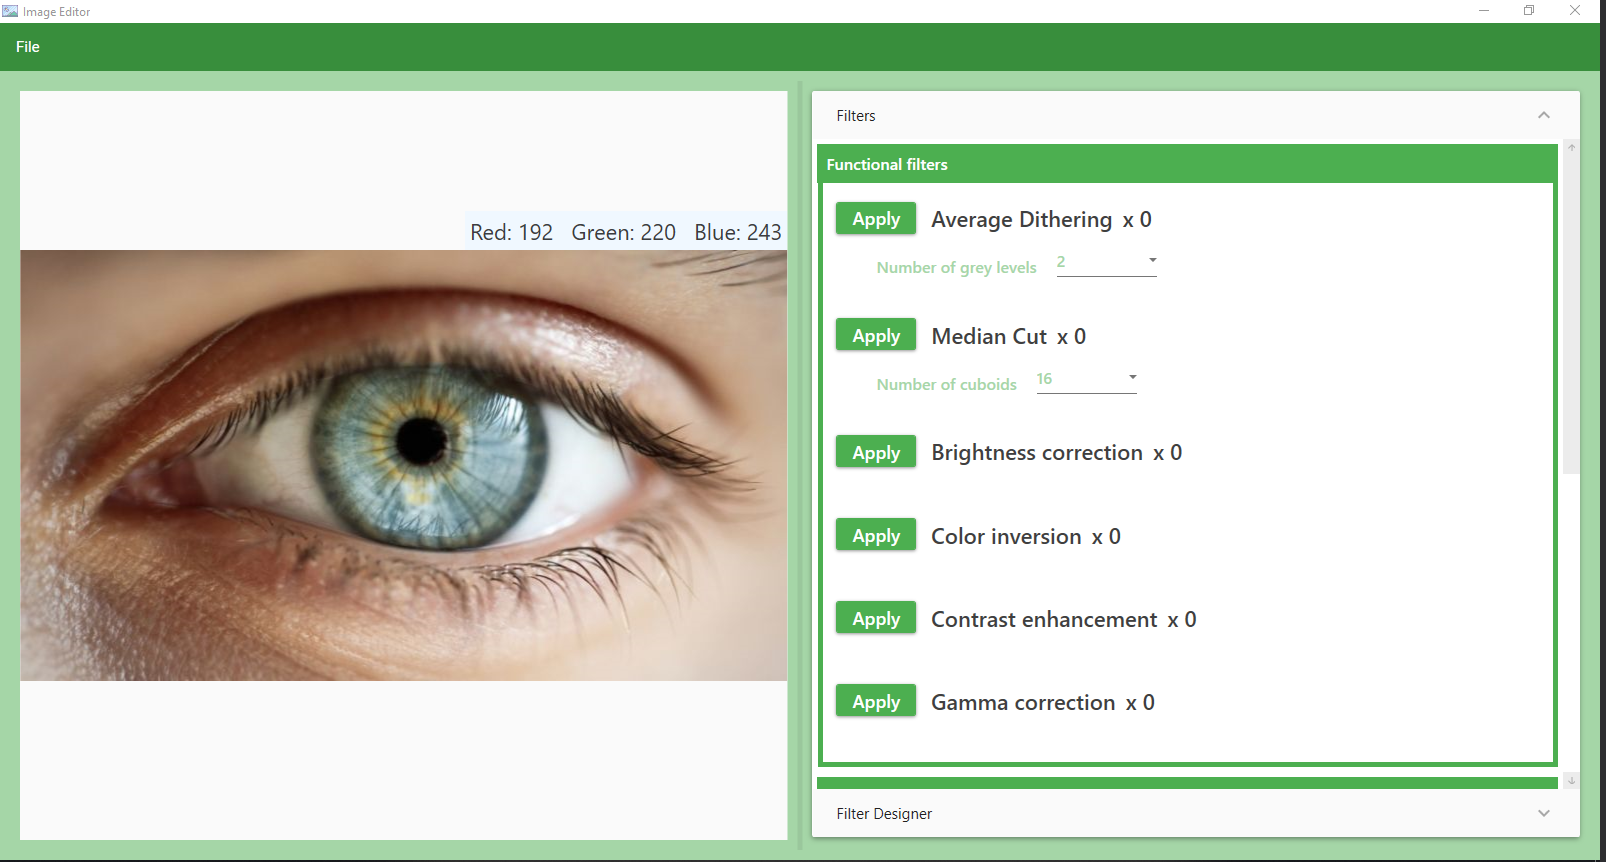 Image Editor
File
Red: 192 Green: 220 Blue: 243
Filters
Functional filters
Apply Average Dithering x 0
Number of grey levels 2
Apply Median Cut x 0
Number of cuboids 16
Apply Brightness correction x 0
Apply Color inversion x 0
Apply Contrast enhancement x 0
Apply Gamma correction x 0
Filter Designer